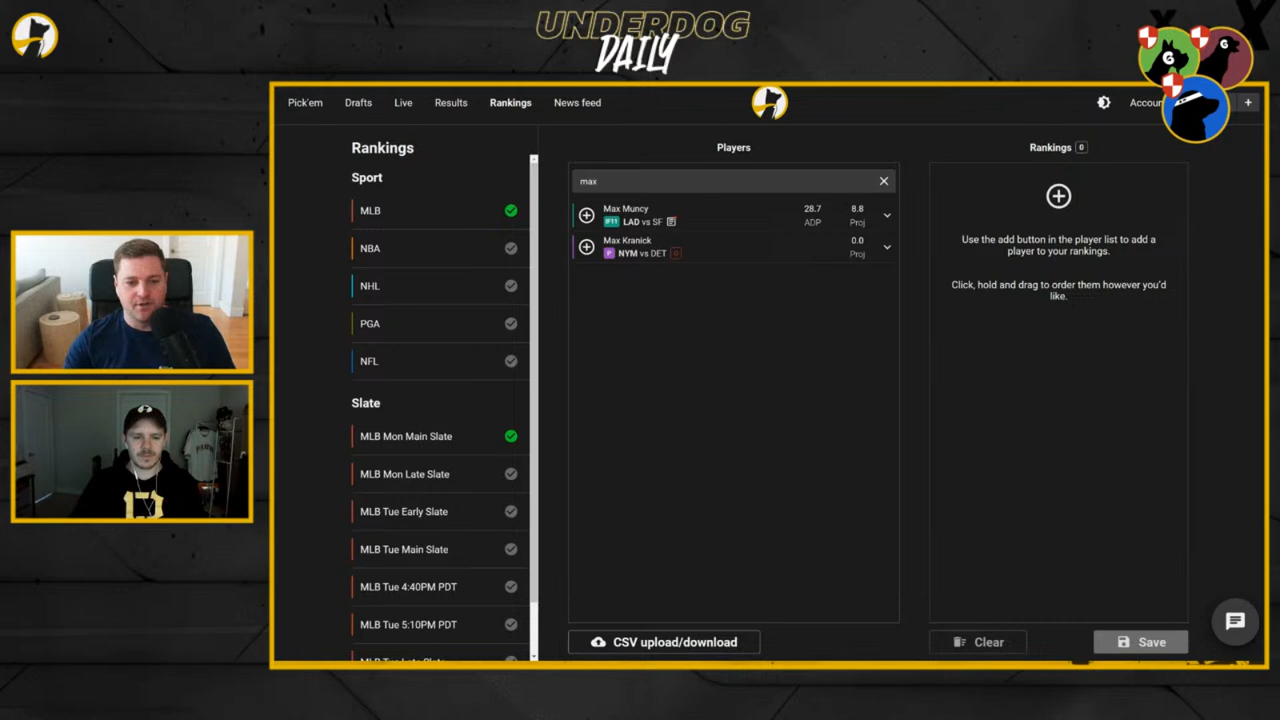 UNDERDOG
DAILY
G
G
Pick'em
Drafts
Live
Results
Rankings
News feed
Rankings
Sport
MLB
NBA
NHL
PGA
NFL
Slate
MLB Mon Main Slate
MLB Mon Late Slate
MLB Tue Early Slate
MLB Tue Main Slate
MLB Tue 4:40PM PDT
MLB Tue 5:10PM PDT
Players
max
Max Muncy
28.7
8.8
LAD vs SF
ADP
Proj
Max Kranick
0.0
P
NYM vs DET
O
Proj
CSV upload/download
Rankings 0
Use the add button in the player list to add a
player to your rankings.
Click, hold and drag to order them however you'd
like.
Clear
Save